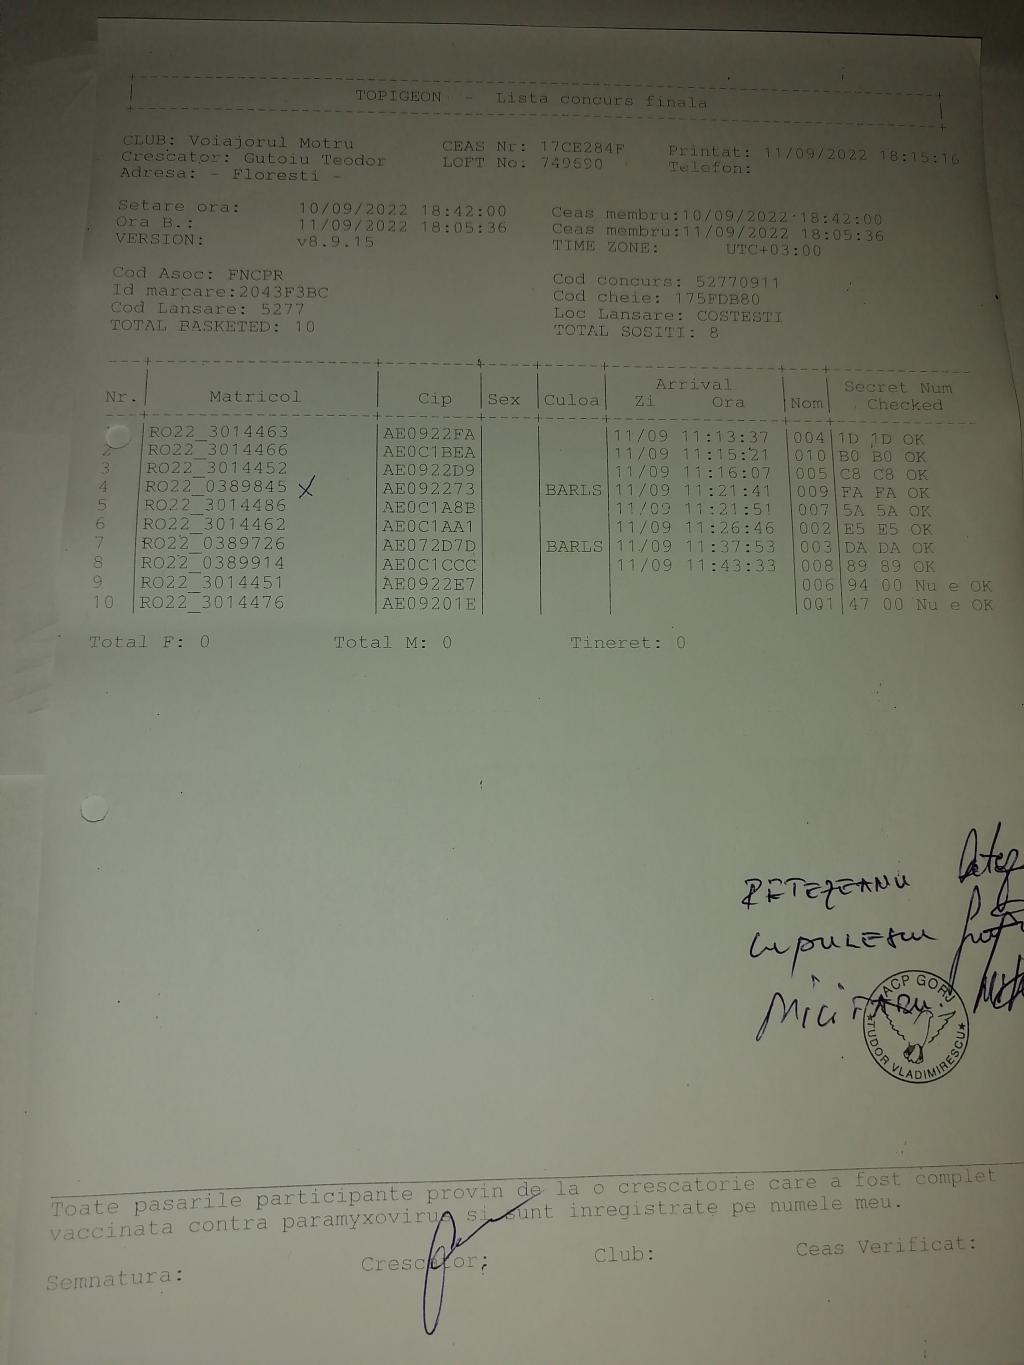 TOPIGEON - Lista concurs finala
CLUB: Voiajorul Motru CEAS Nr: 17CE284F Printat: 11/09/2022 18:15:16
Crescator: Gutoiu Teodor LOFT No: 749690 Telefon:
Adresa: - Floresti -
Setare ora: 10/09/2022 18:42:00 Ceas membru:10/09/2022 18:42:00
Ora B.: 11/09/2022 18:05:36 Ceas membru:11/09/2022 18:05:36
VERSION: v8.9.15 TIME ZONE: UTC+03:00
Cod Asoc: FNCPR Cod concurs: 52770911
Id marcare:2043F3BC Cod cheie: 175FDB80
Cod Lansare: 5277 Loc Lansare: COSTESTI
TOTAL BASKETED: 10 TOTAL SOSITI: 8
Nr. Matricol Cip Sex Culoa Arrival Zi Ora Nom Secret Num Checked
RO22_3014463 AE0922FA 11/09 11:13:37 004 1D 1D OK
2 RO22_3014466 AE0C1BEA 11/09 11:15:21 010 B0 B0 OK
3 RO22_3014452 AE0922D9 11/09 11:16:07 005 C8 C8 OK
4 RO22_0389845 X AE092273 BARLS 11/09 11:21:41 009 FA FA OK
5 RO22_3014486 AE0C1A8B 11/09 11:21:51 007 5A 5A OK
6 RO22_3014462 AE0C1AA1 11/09 11:26:46 002 E5 E5 OK
7 RO22_0389726 AE072D7D BARLS 11/09 11:37:53 003 DA DA OK
8 RO22_0389914 AE0C1CCC 11/09 11:43:33 008 89 89 OK
9 RO22_3014451 AE0922E7 006 94 00 Nu e OK
10 RO22_3014476 AE09201E 001 47 00 Nu e OK
Total F: 0 Total M: 0 Tineret: 0
RETEZEANU
LUPULESCU
ACP GORJ
TUDOR VLADIMIRESCU
Toate pasarile participante provin de la o crescatorie care a fost complet
vaccinata contra paramyxovirus si sunt inregistrate pe numele meu.
Semnatura: Crescator: Club: Ceas Verificat: